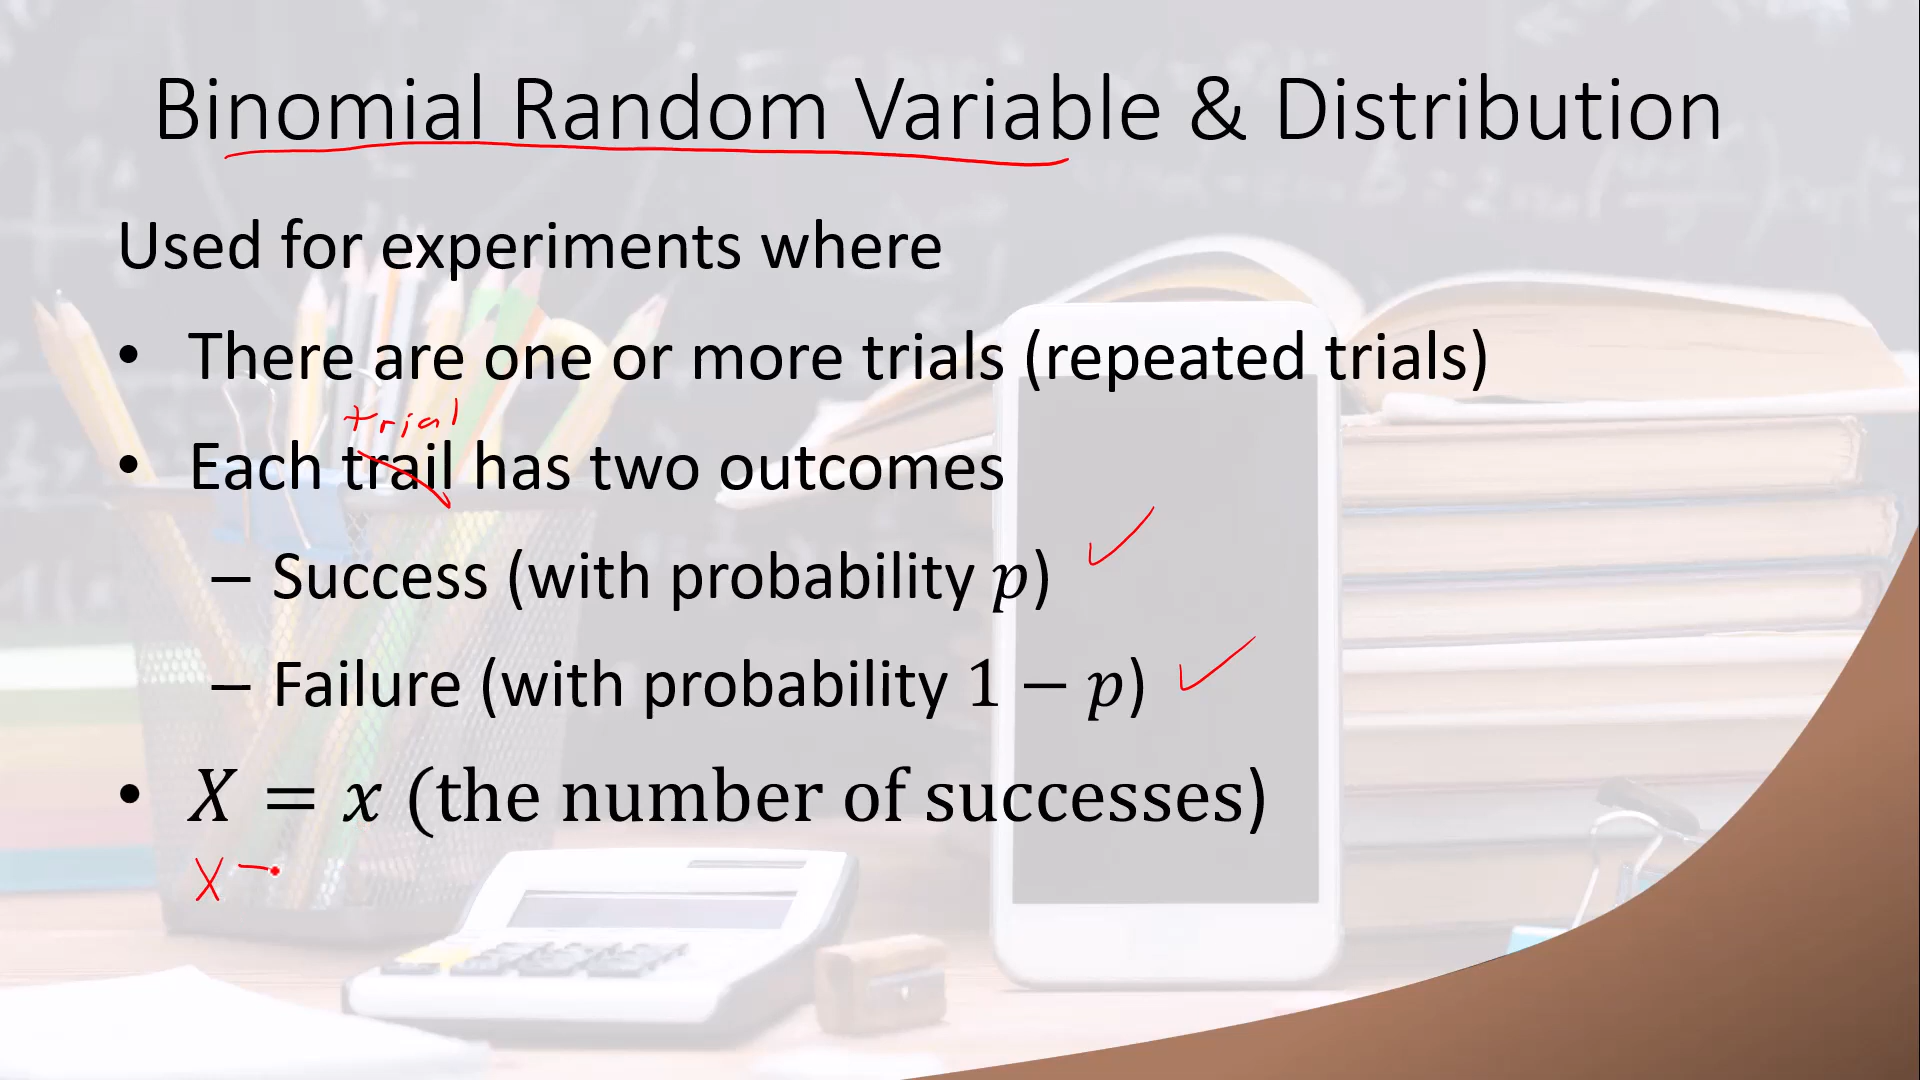 Binomial Random Variable & Distribution
Used for experiments where
• There are one or more trials (repeated trials)
trial
• Each trail has two outcomes
– Success (with probability p)
– Failure (with probability 1 − p)
• X = x (the number of successes)
X –